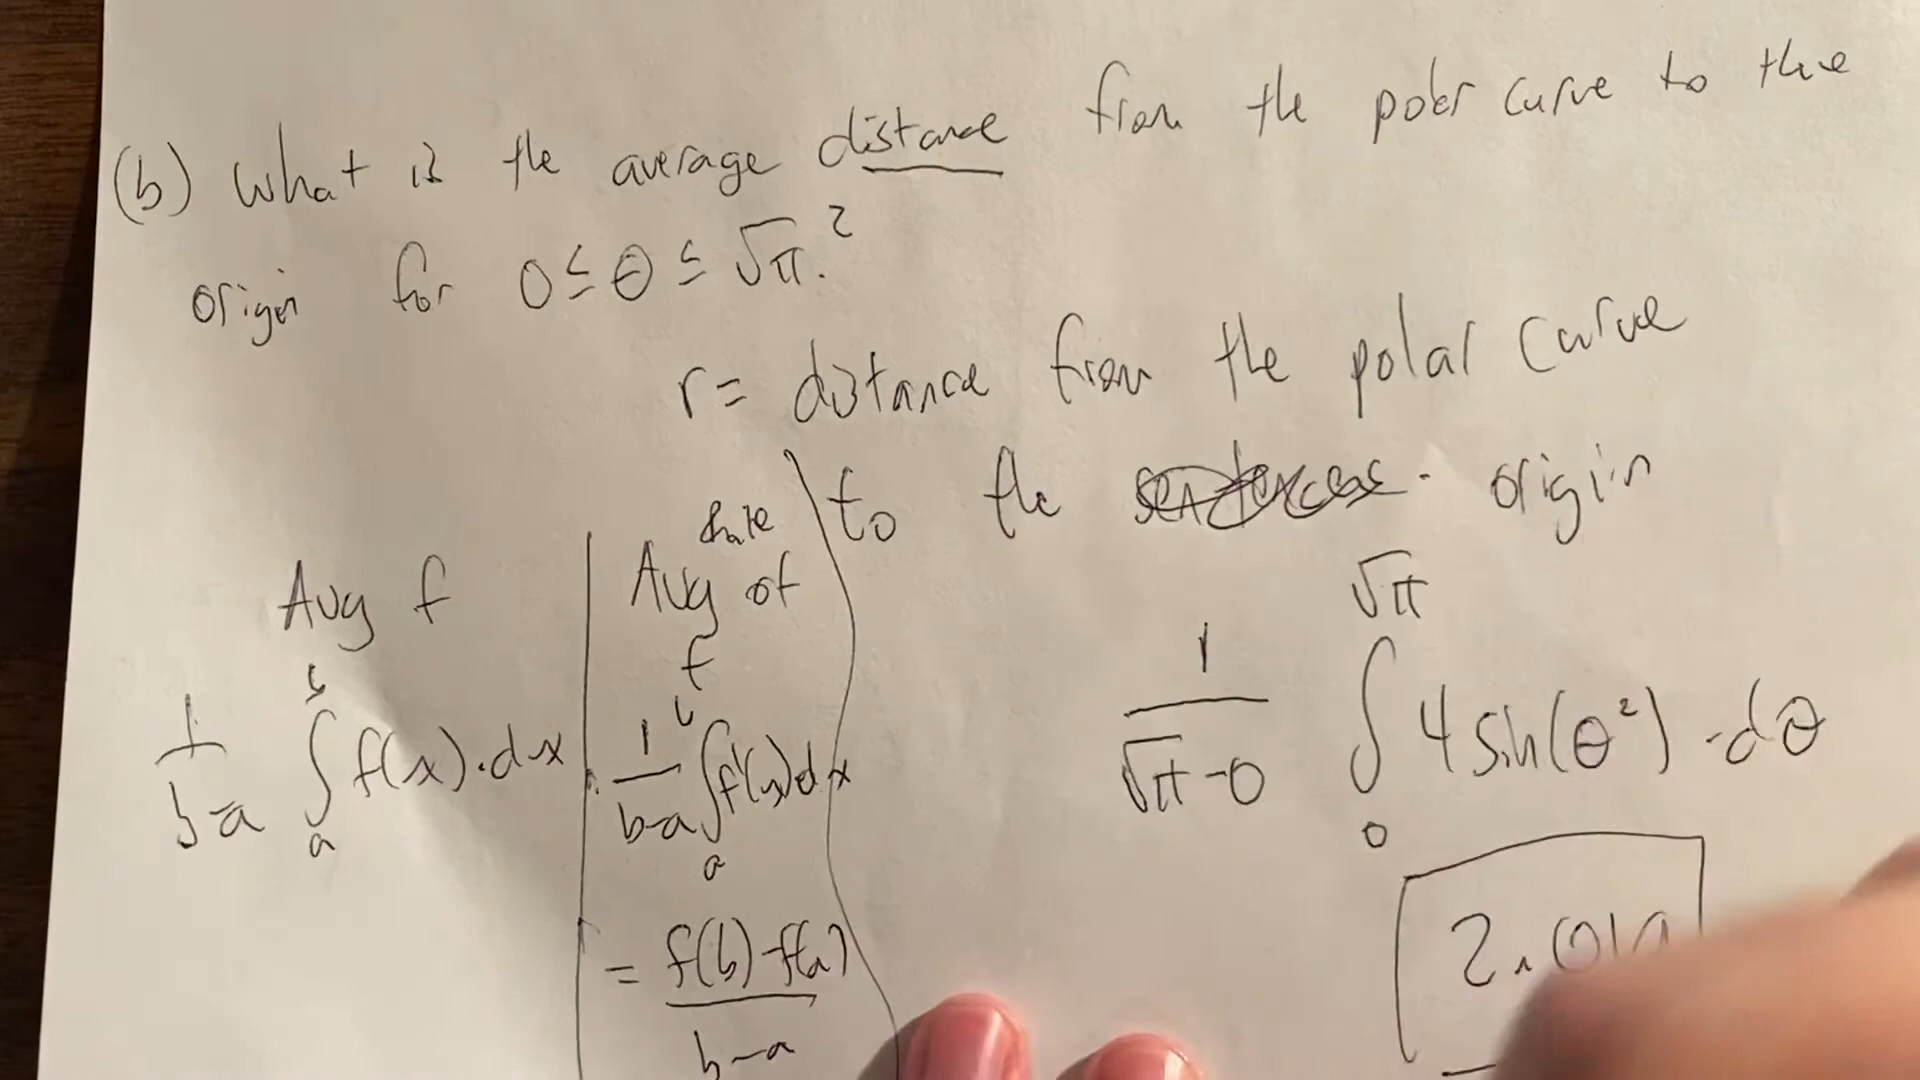 (b) What is the average distance from the polar curve to the
origin for 0 ≤ θ ≤ √π.?
r = distance from the polar curve
to the origin
Avg f
1/(b-a) ∫_a^b f(x)·dx
Avg rate of
f
1/(b-a) ∫_a^b f'(x)dx
= (f(b)-f(a))/(b-a)
1/(√π-0) ∫_0^√π 4 sin(θ²)·dθ